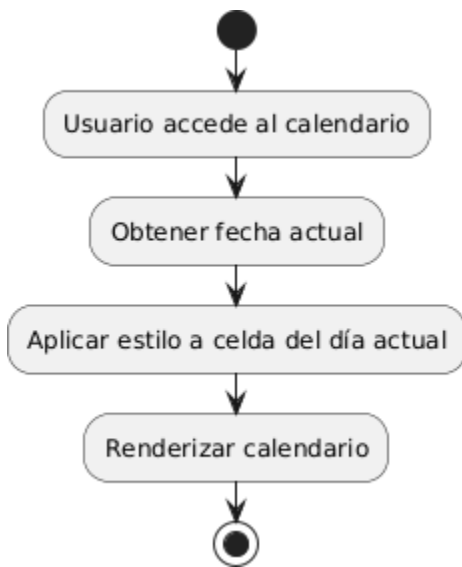 Usuario accede al calendario
Obtener fecha actual
Aplicar estilo a celda del día actual
Renderizar calendario